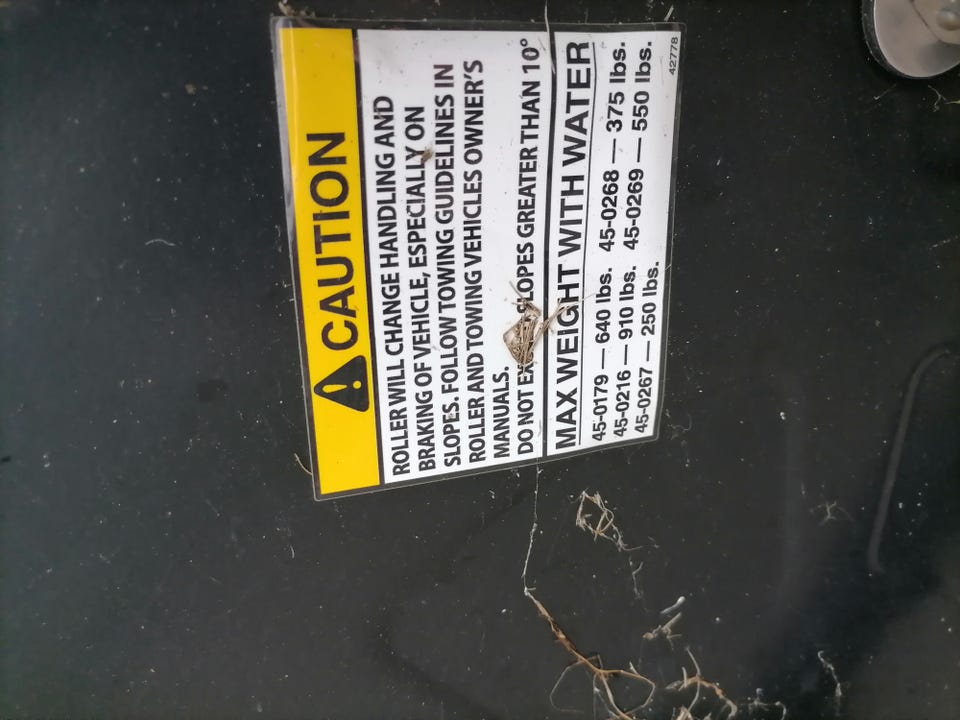 CAUTION
ROLLER WILL CHANGE HANDLING AND
BRAKING OF VEHICLE, ESPECIALLY ON
SLOPES. FOLLOW TOWING GUIDELINES IN
ROLLER AND TOWING VEHICLES OWNER'S
MANUALS.
DO NOT SLOPES GREATER THAN 10°
MAX WEIGHT WITH WATER
45-0179 — 640 lbs. 45-0268 — 375 lbs.
45-0216 — 910 lbs. 45-0269 — 550 lbs.
45-0267 — 250 lbs.
42778